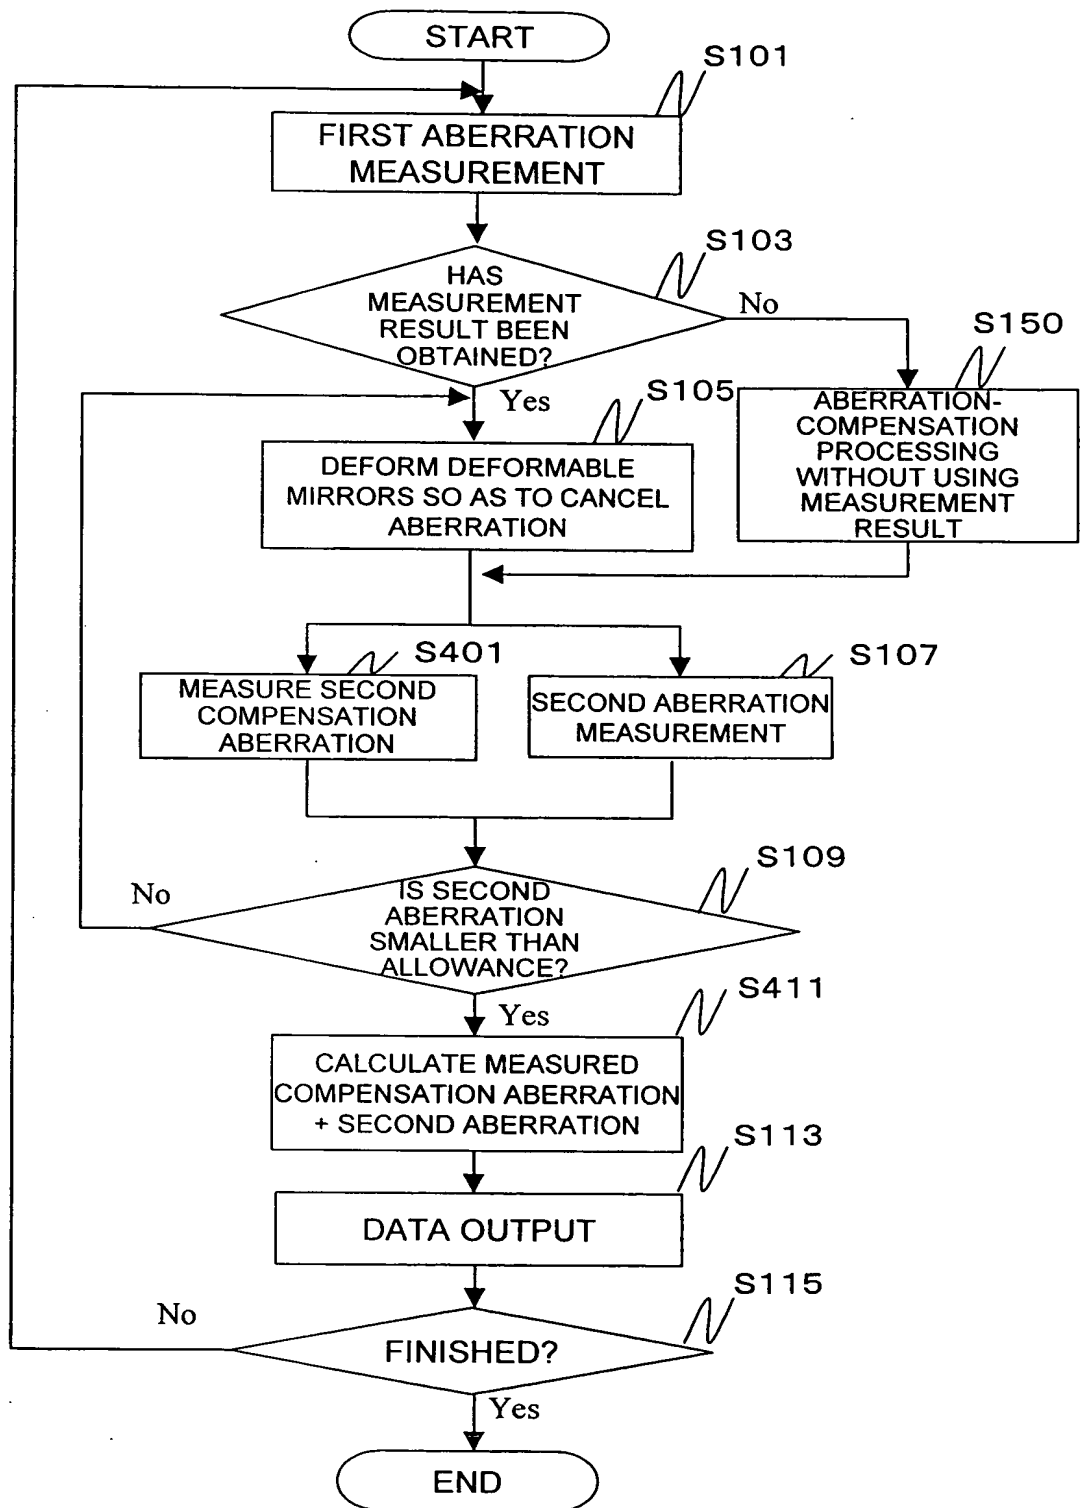 START
S101
FIRST ABERRATION
MEASUREMENT
S103
HAS
MEASUREMENT
RESULT BEEN
OBTAINED?
No
S150
Yes
S105
ABERRATION-
COMPENSATION
PROCESSING
WITHOUT USING
MEASUREMENT
RESULT
DEFORM DEFORMABLE
MIRRORS SO AS TO CANCEL
ABERRATION
S401
S107
MEASURE SECOND
COMPENSATION
ABERRATION
SECOND ABERRATION
MEASUREMENT
S109
No
IS SECOND
ABERRATION
SMALLER THAN
ALLOWANCE?
S411
Yes
CALCULATE MEASURED
COMPENSATION ABERRATION
+ SECOND ABERRATION
S113
DATA OUTPUT
S115
No
FINISHED?
Yes
END